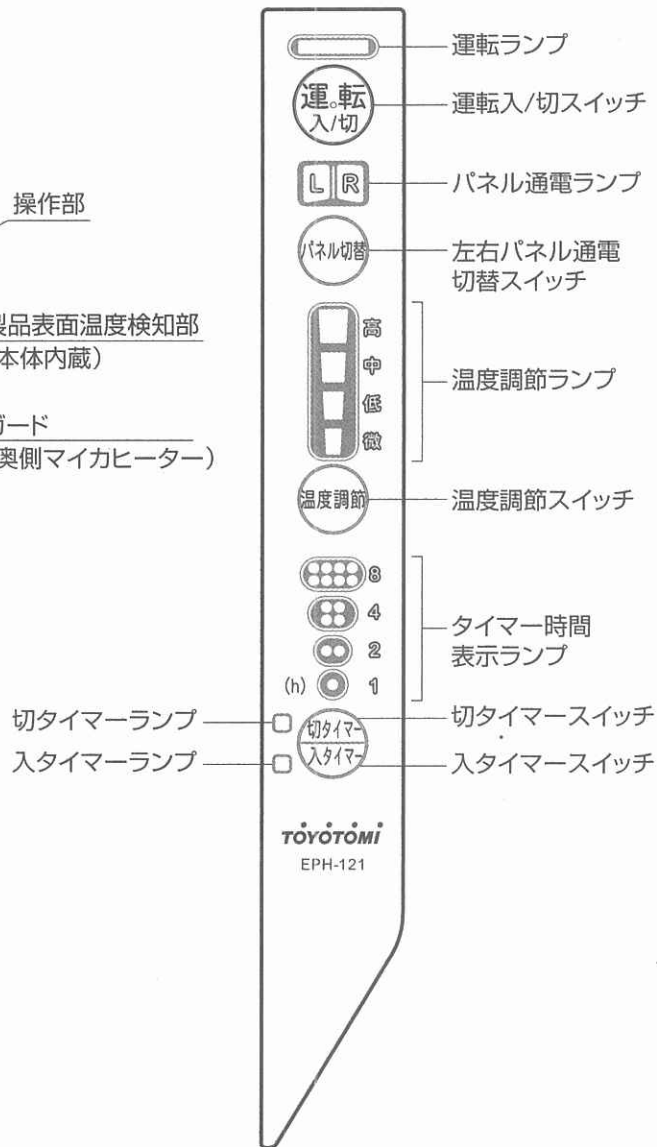 運転ランプ
運転
入/切
運転入/切スイッチ
L R
パネル通電ランプ
操作部
パネル切替
左右パネル通電
切替スイッチ
製品表面温度検知部
本体内蔵）
高
中
低
微
温度調節ランプ
ガード
奥側マイカヒーター）
温度調節
温度調節スイッチ
8
4
2
(h) 1
タイマー時間
表示ランプ
切タイマーランプ
切タイマー
切タイマースイッチ
入タイマーランプ
入タイマー
入タイマースイッチ
TOYOTOMI
EPH-121